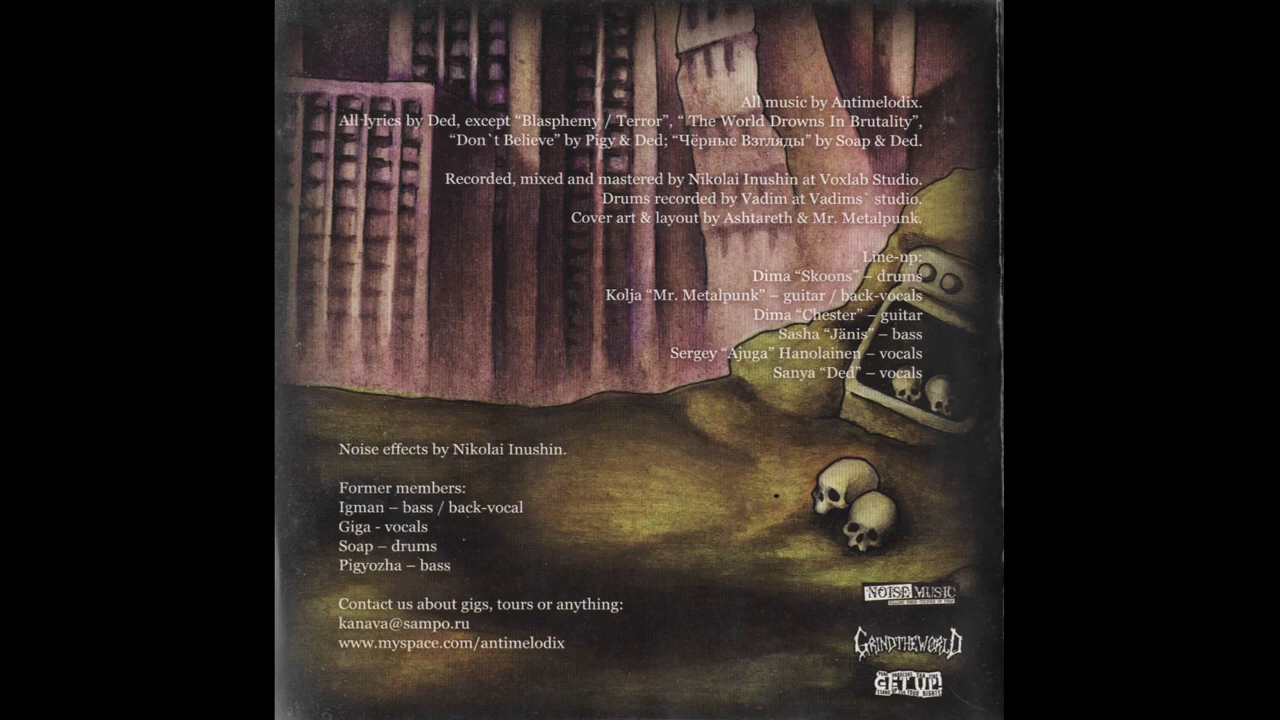 All music by Antimelodix.
All lyrics by Ded, except “Blasphemy / Terror”, “ The World Drowns In Brutality”,
“Don`t Believe” by Pigy & Ded; “Чёрные Взгляды” by Soap & Ded.
Recorded, mixed and mastered by Nikolai Inushin at Voxlab Studio.
Drums recorded by Vadim at Vadims` studio.
Cover art & layout by Ashtareth & Mr. Metalpunk.
Line-up:
Dima “Skoons” – drums
Kolja “Mr. Metalpunk” – guitar / back-vocals
Dima “Chester” – guitar
Sasha “Jänis” – bass
Sergey “Ajuga” Hanolainen – vocals
Sanya “Ded” – vocals
Noise effects by Nikolai Inushin.
Former members:
Igman – bass / back-vocal
Giga - vocals
Soap – drums
Pigyozha – bass
Contact us about gigs, tours or anything:
kanava@sampo.ru
www.myspace.com/antimelodix
NOISE MUSIC
GRINDTHEWORLD
GET UP!